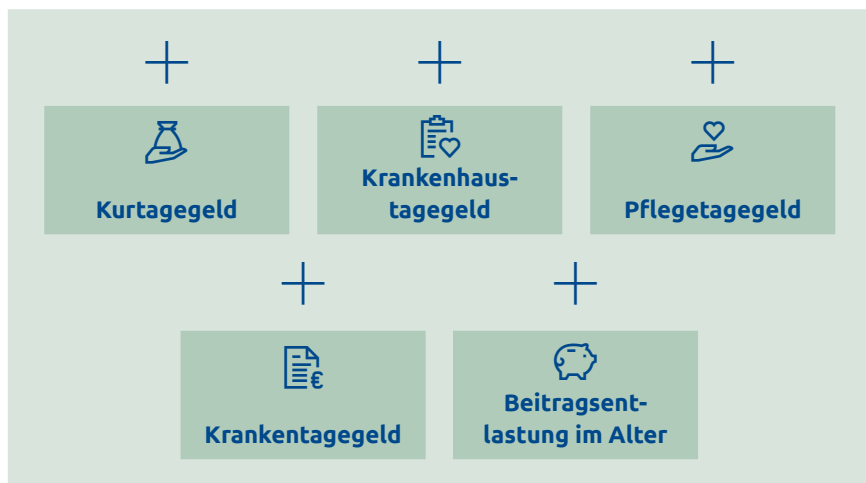 Kurtagegeld
Krankenhaus-
tagegeld
Pflegetagegeld
Krankentagegeld
Beitragsent-
lastung im Alter